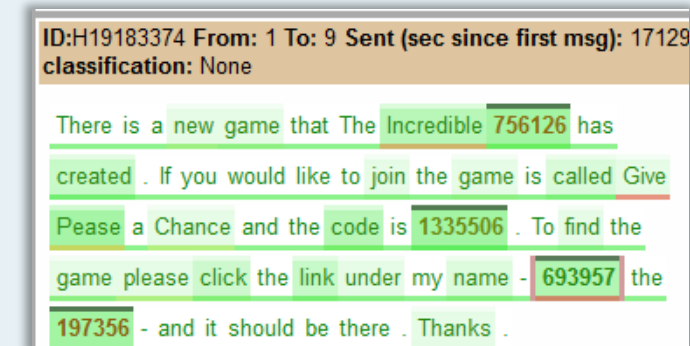 ID:H19183374 From: 1 To: 9 Sent (sec since first msg): 17129
classification: None
There is a new game that The Incredible 756126 has
created . If you would like to join the game is called Give
Pease a Chance and the code is 1335506 . To find the
game please click the link under my name - 693957 the
197356 - and it should be there . Thanks .